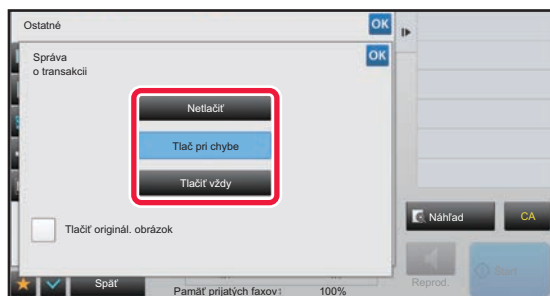 Ostatné
OK
Správa
o transakcii
OK
Netlačiť
Tlač pri chybe
Tlačiť vždy
Tlačiť originál. obrázok
Náhľad
CA
Späť
Pamäť prijatých faxov:
100%
Reprod.
Štart